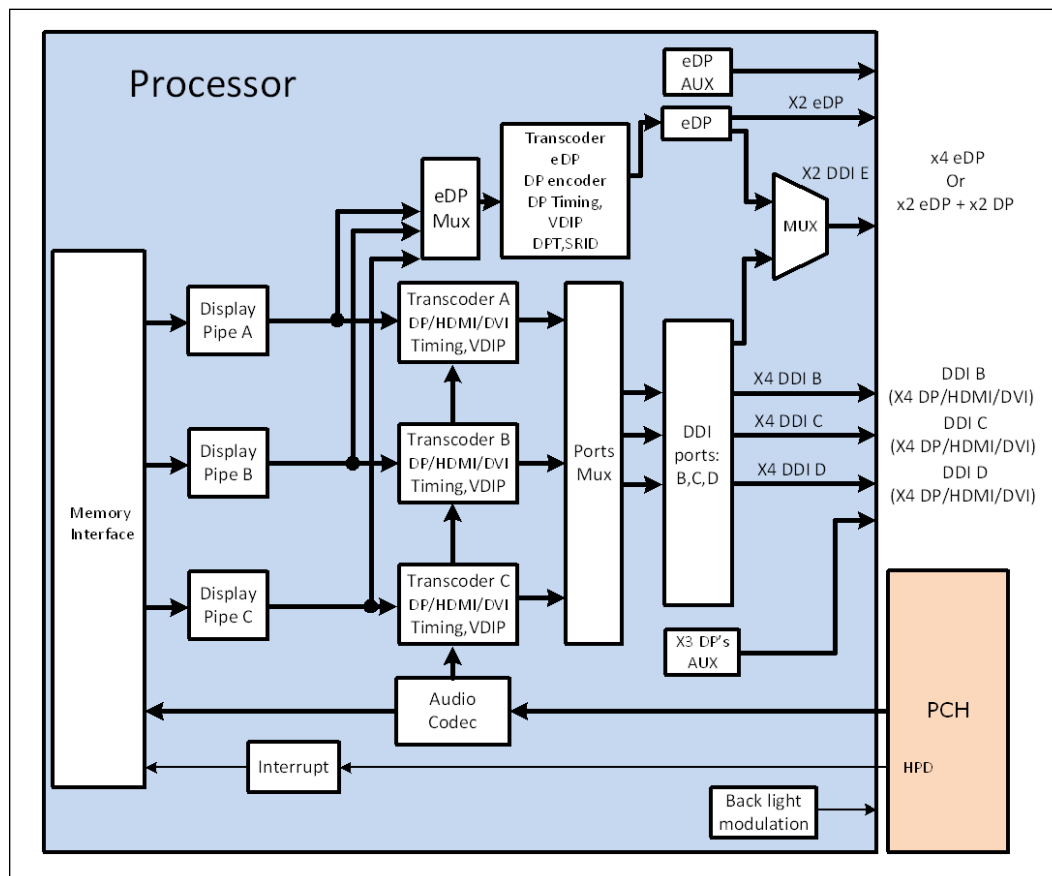 Processor
eDP
AUX
X2 eDP
eDP
Transcoder
eDP
DP encoder
DP Timing,
VDIP
DPT,SRID
eDP
Mux
X2 DDI E
MUX
x4 eDP
Or
x2 eDP + x2 DP
Memory
Interface
Display
Pipe A
Transcoder A
DP/HDMI/DVI
Timing,VDIP
Display
Pipe B
Transcoder B
DP/HDMI/DVI
Timing,VDIP
Display
Pipe C
Transcoder C
DP/HDMI/DVI
Timing,VDIP
Ports
Mux
DDI
ports:
B,C,D
X4 DDI B
X4 DDI C
X4 DDI D
DDI B
(X4 DP/HDMI/DVI)
DDI C
(X4 DP/HDMI/DVI)
DDI D
(X4 DP/HDMI/DVI)
X3 DP's
AUX
Audio
Codec
PCH
Interrupt
HPD
Back light
modulation